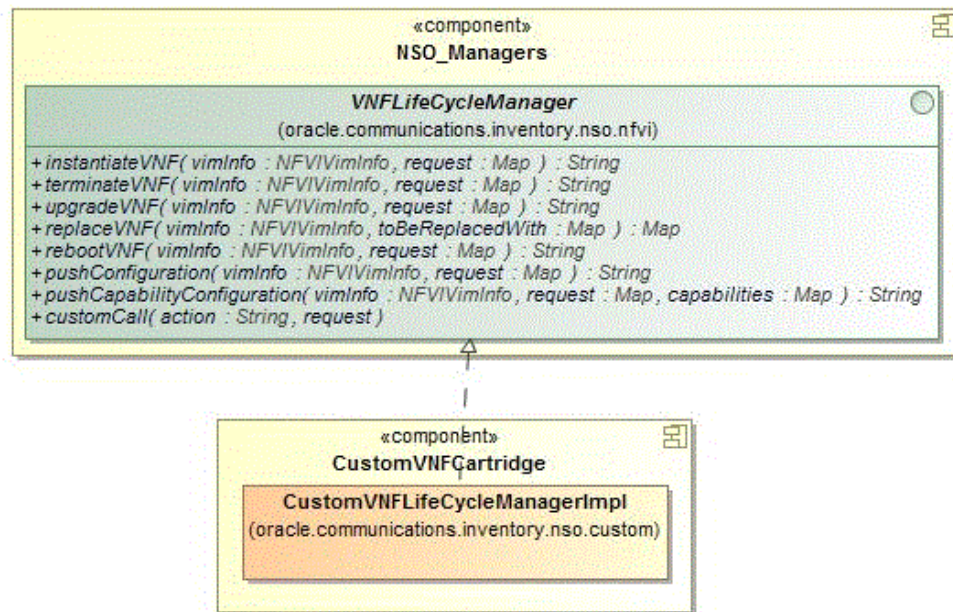 «component»
NSO_Managers
VNFLifeCycleManager
(oracle.communications.inventory.nso.nfvi)
+ instantiateVNF( vimInfo : NFVIVimInfo, request : Map ) : String
+ terminateVNF( vimInfo : NFVIVimInfo, request : Map ) : String
+ upgradeVNF( vimInfo : NFVIVimInfo, request : Map ) : String
+ replaceVNF( vimInfo : NFVIVimInfo, toBeReplacedWith : Map ) : Map
+ rebootVNF( vimInfo : NFVIVimInfo, request : Map ) : String
+ pushConfiguration( vimInfo : NFVIVimInfo, request : Map ) : String
+ pushCapabilityConfiguration( vimInfo : NFVIVimInfo, request : Map, capabilities : Map ) : String
+ customCall( action : String, request )
«component»
CustomVNFCartridge
CustomVNFLifeCycleManagerImpl
(oracle.communications.inventory.nso.custom)